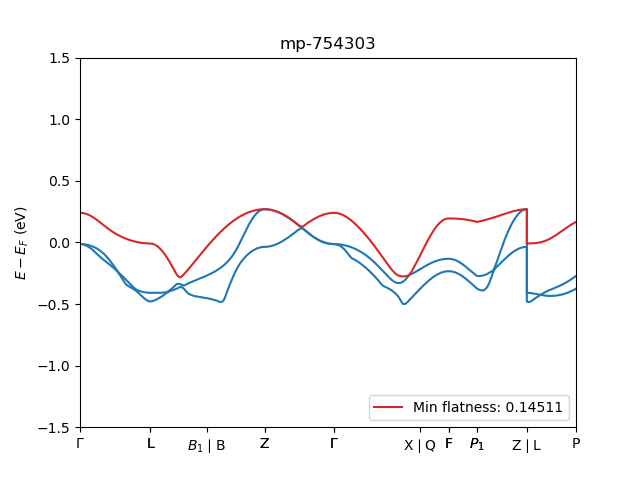 mp-754303
1.5
1.0
0.5
0.0
−0.5
−1.0
−1.5
E − E_F (eV)
Min flatness: 0.14511
Γ L B₁ | B Z Γ X | Q F P₁ Z | L P